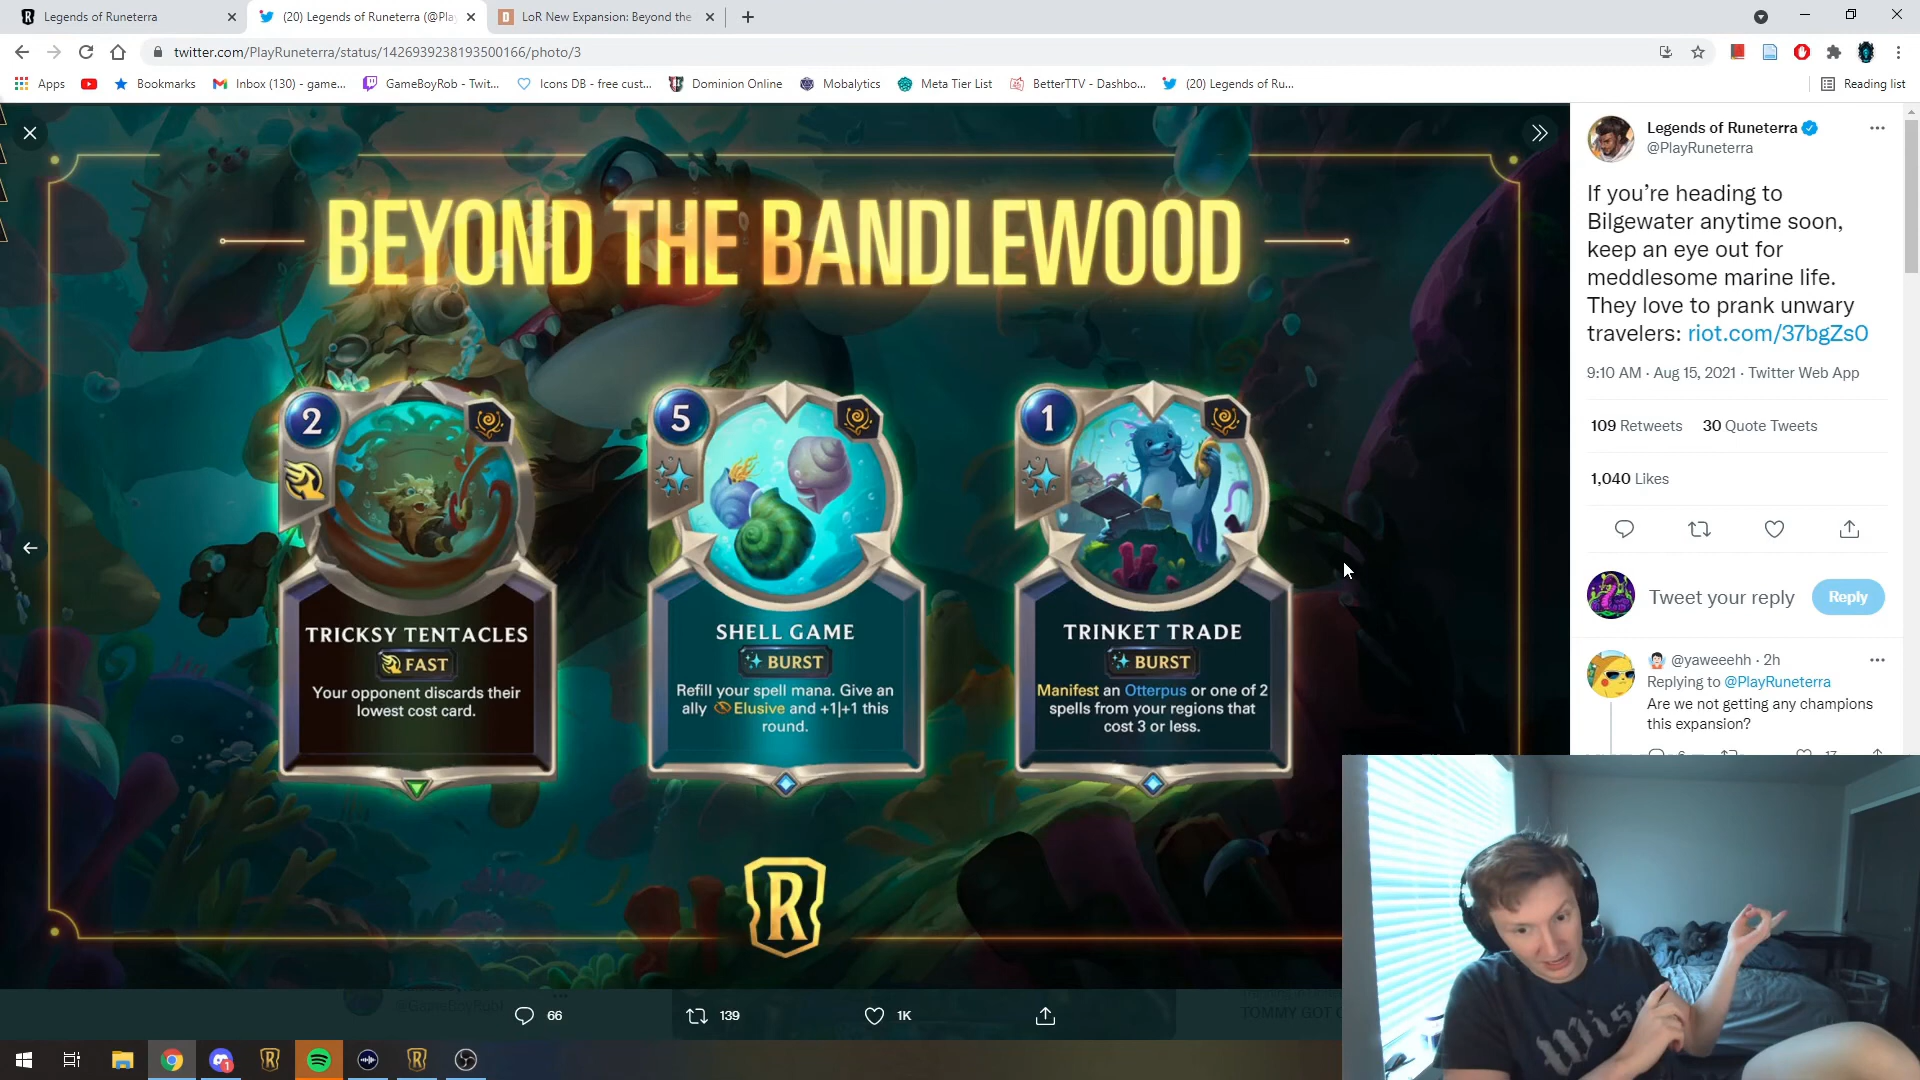 Legends of Runeterra
(20) Legends of Runeterra (@Pla
LoR New Expansion: Beyond the
twitter.com/PlayRuneterra/status/1426939238193500166/photo/3
Apps
Bookmarks
Inbox (130) - game...
GameBoyRob - Twit...
Icons DB - free cust...
Dominion Online
Mobalytics
Meta Tier List
BetterTTV - Dashbo...
(20) Legends of Ru...
Reading list
BEYOND THE BANDLEWOOD
2
TRICKSY TENTACLES
FAST
Your opponent discards their
lowest cost card.
5
SHELL GAME
BURST
Refill your spell mana. Give an
ally Elusive and +1|+1 this
round.
1
TRINKET TRADE
BURST
Manifest an Otterpus or one of 2
spells from your regions that
cost 3 or less.
R
66
139
1K
Legends of Runeterra
@PlayRuneterra
If you’re heading to
Bilgewater anytime soon,
keep an eye out for
meddlesome marine life.
They love to prank unwary
travelers: riot.com/37bgZsO
9:10 AM · Aug 15, 2021 · Twitter Web App
109 Retweets 30 Quote Tweets
1,040 Likes
Tweet your reply
Reply
@yaweeehh · 2h
Replying to @PlayRuneterra
Are we not getting any champions
this expansion?